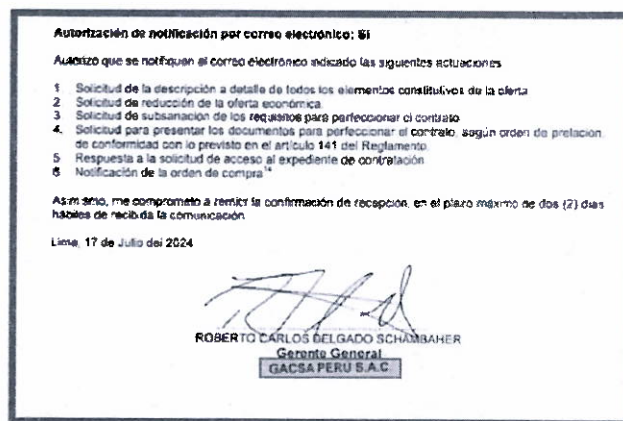 Autorización de notificación por correo electrónico: SI
Autorizo que se notifiquen al correo electrónico indicado las siguientes actuaciones
1 Solicitud de la descripción a detalle de todos los elementos constitutivos de la oferta
2 Solicitud de reducción de la oferta económica.
3 Solicitud de subsanación de los requisitos para perfeccionar el contrato
4. Solicitud para presentar los documentos para perfeccionar el contrato, según orden de prelación,
de conformidad con lo previsto en el artículo 141 del Reglamento.
5 Respuesta a la solicitud de acceso al expediente de contratación
6 Notificación de la orden de compra¹⁴
Asimismo, me comprometo a remitir la confirmación de recepción, en el plazo máximo de dos (2) días
hábiles de recibida la comunicación
Lima, 17 de Julio del 2024
ROBERTO CARLOS DELGADO SCHAMBAHER
Gerente General
GACSA PERU S.A.C.